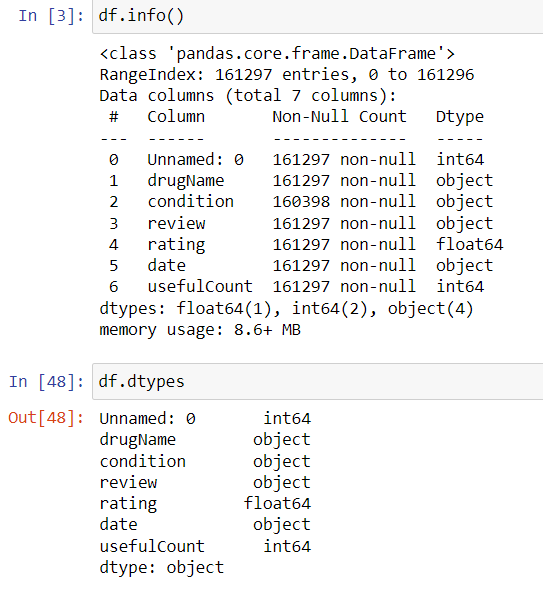 In [3]: df.info()
<class 'pandas.core.frame.DataFrame'>
RangeIndex: 161297 entries, 0 to 161296
Data columns (total 7 columns):
 #   Column       Non-Null Count   Dtype
---  ------       --------------   -----
 0   Unnamed: 0   161297 non-null  int64
 1   drugName     161297 non-null  object
 2   condition    160398 non-null  object
 3   review       161297 non-null  object
 4   rating       161297 non-null  float64
 5   date         161297 non-null  object
 6   usefulCount  161297 non-null  int64
dtypes: float64(1), int64(2), object(4)
memory usage: 8.6+ MB
In [48]: df.dtypes
Out[48]: Unnamed: 0       int64
drugName        object
condition       object
review          object
rating         float64
date            object
usefulCount      int64
dtype: object